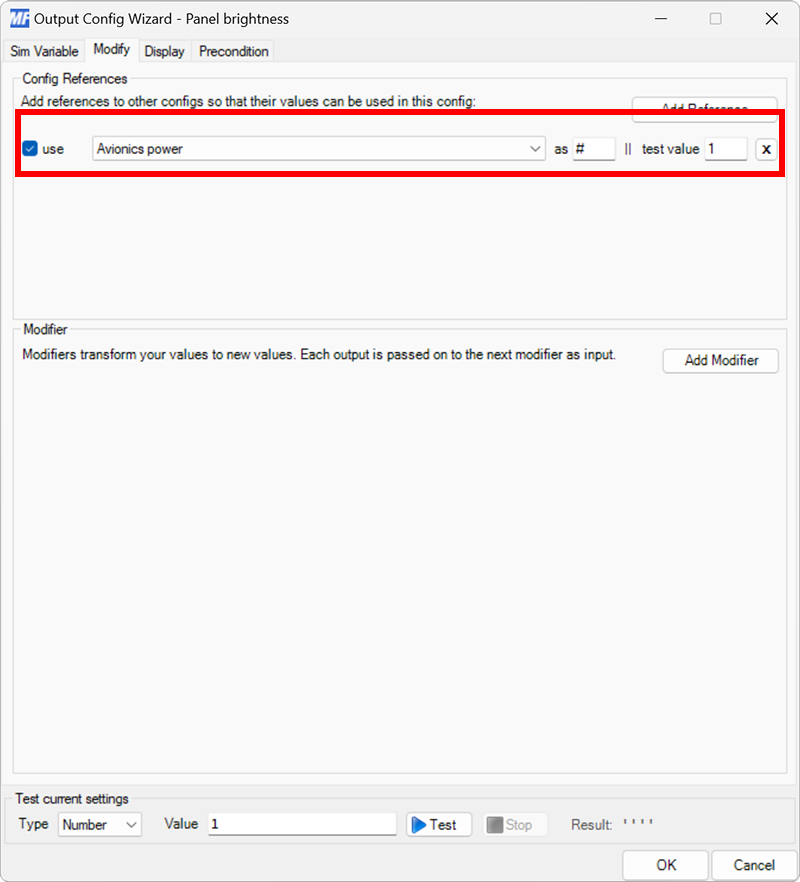 MF Output Config Wizard - Panel brightness
Sim Variable Modify Display Precondition
Config References
Add references to other configs so that their values can be used in this config:
Add Reference
use Avionics power as # || test value 1 x
Modifier
Modifiers transform your values to new values. Each output is passed on to the next modifier as input.
Add Modifier
Test current settings
Type Number Value 1 Test Stop Result: ' ' ' '
OK Cancel